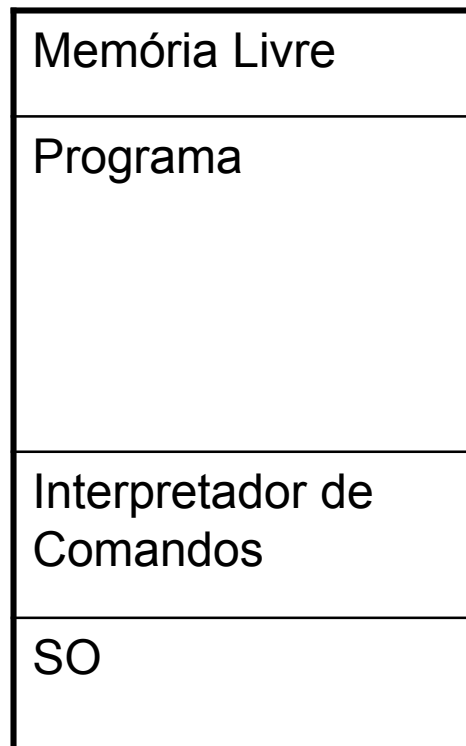 Memória Livre
Programa
Interpretador de
Comandos
SO